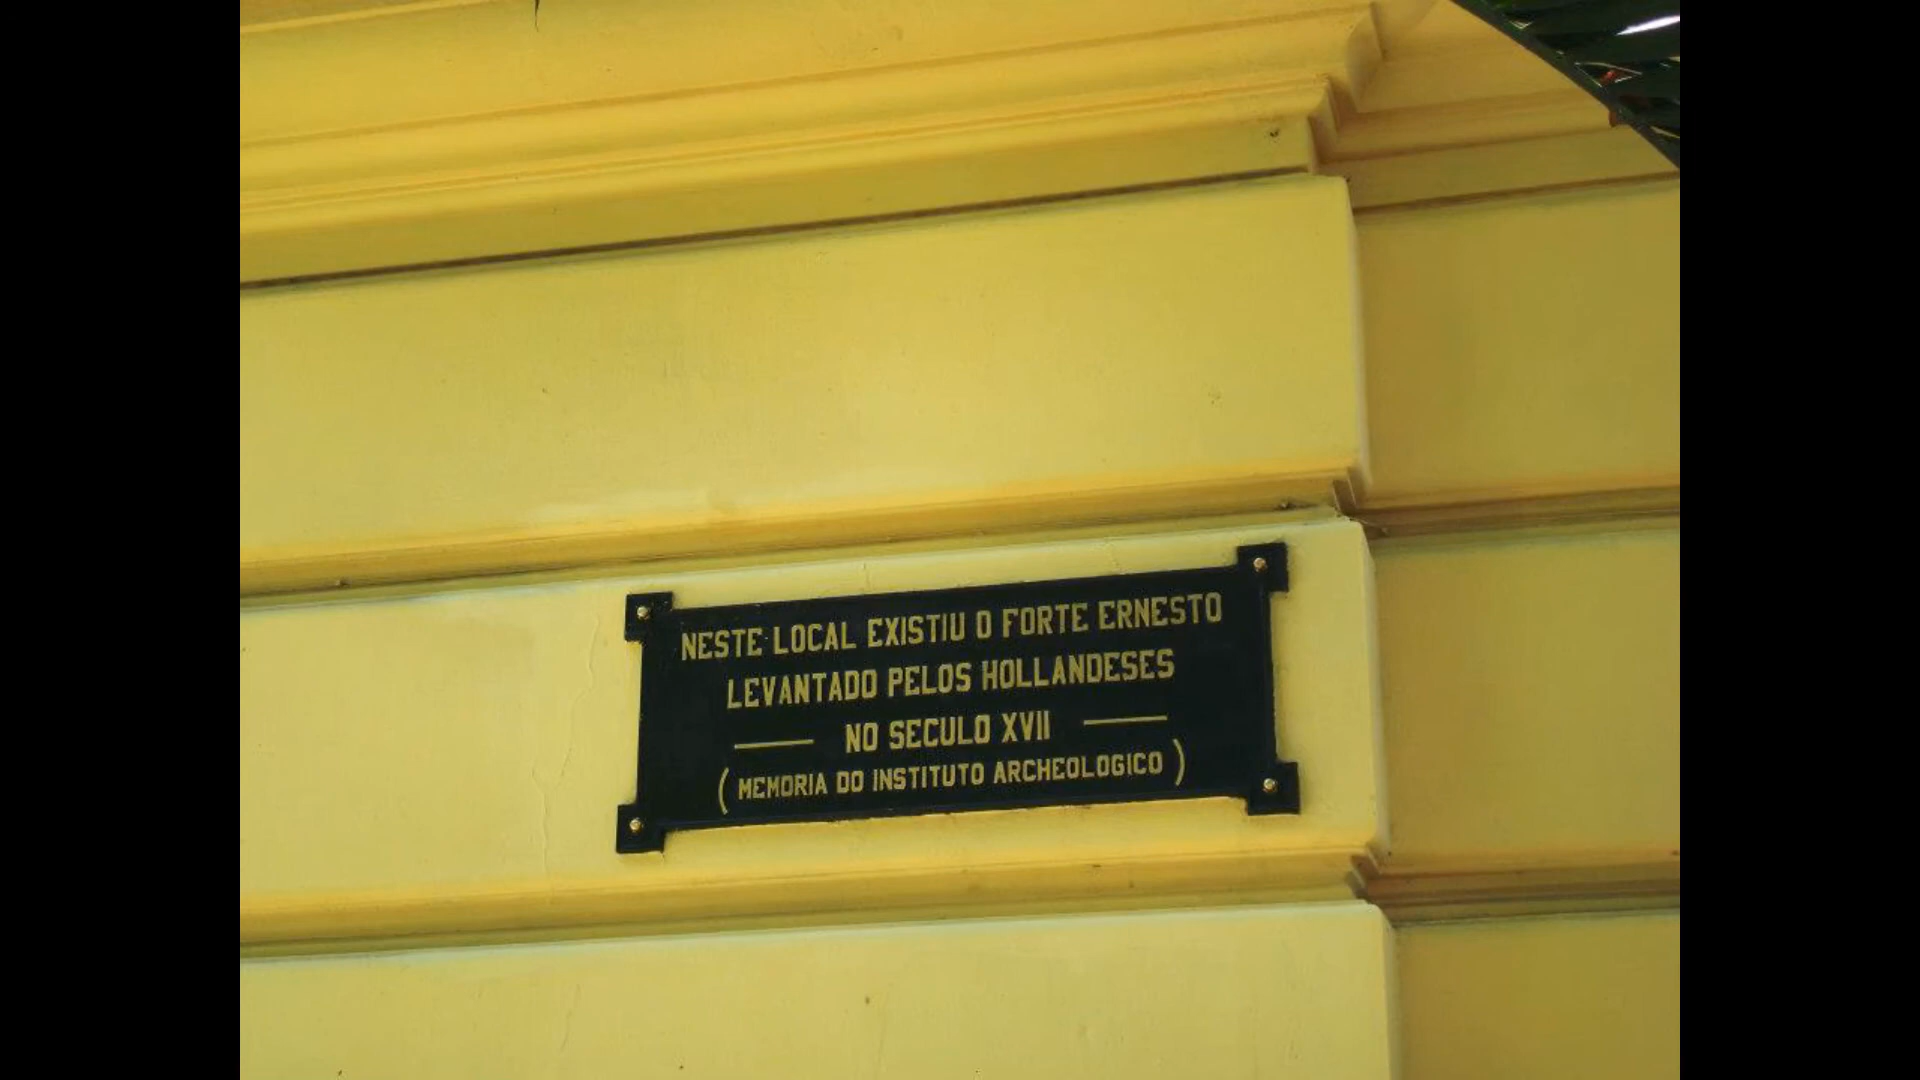 NESTE LOCAL EXISTIU O FORTE ERNESTO
LEVANTADO PELOS HOLLANDESES
NO SECULO XVII
(MEMORIA DO INSTITUTO ARCHEOLOGICO)